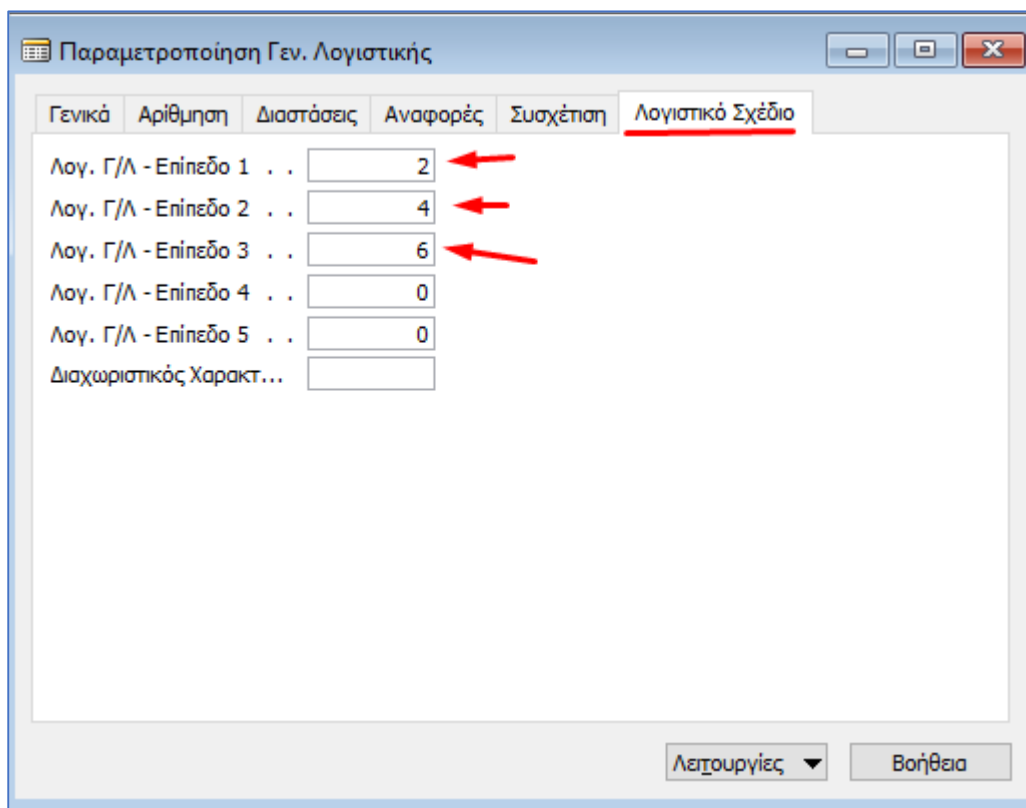 Παραμετροποίηση Γεν. Λογιστικής
Γενικά Αρίθμηση Διαστάσεις Αναφορές Συσχέτιση Λογιστικό Σχέδιο
Λογ. Γ/Λ - Επίπεδο 1 . . 2
Λογ. Γ/Λ - Επίπεδο 2 . . 4
Λογ. Γ/Λ - Επίπεδο 3 . . 6
Λογ. Γ/Λ - Επίπεδο 4 . . 0
Λογ. Γ/Λ - Επίπεδο 5 . . 0
Διαχωριστικός Χαρακτ...
Λειτουργίες Βοήθεια